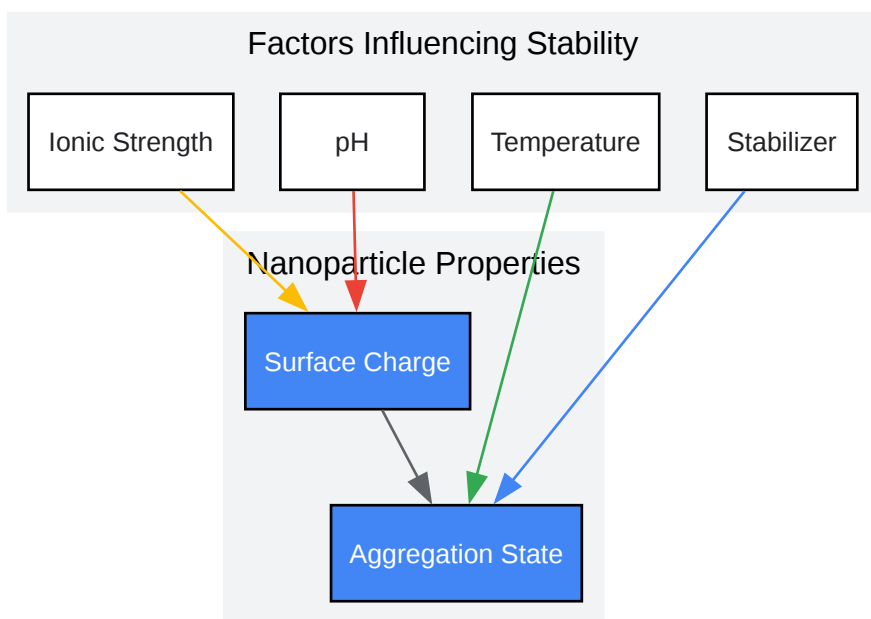 Factors Influencing Stability
Ionic Strength
pH
Temperature
Stabilizer
Nanoparticle Properties
Surface Charge
Aggregation State